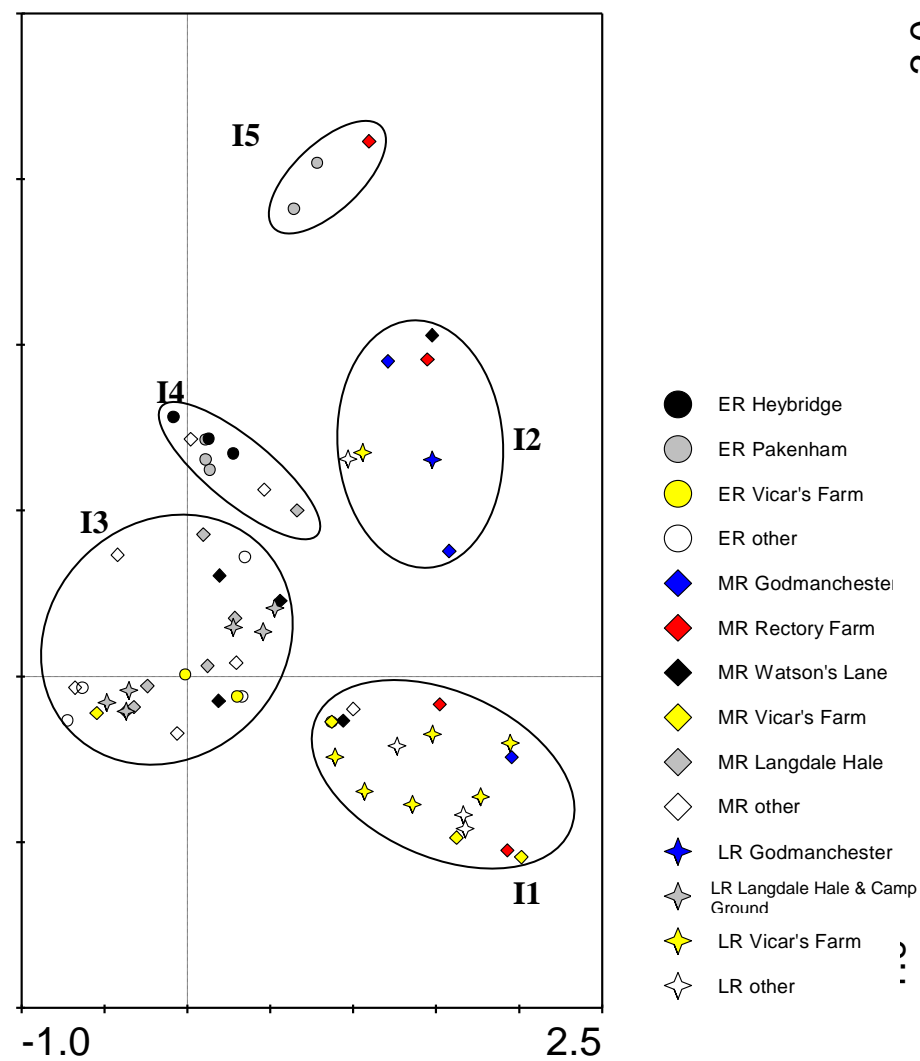 I5
I4
I2
I3
I1
-1.0
2.5
ER Heybridge
ER Pakenham
ER Vicar's Farm
ER other
MR Godmancheste
MR Rectory Farm
MR Watson's Lane
MR Vicar's Farm
MR Langdale Hale
MR other
LR Godmanchester
LR Langdale Hale & Camp
Ground
LR Vicar's Farm
LR other